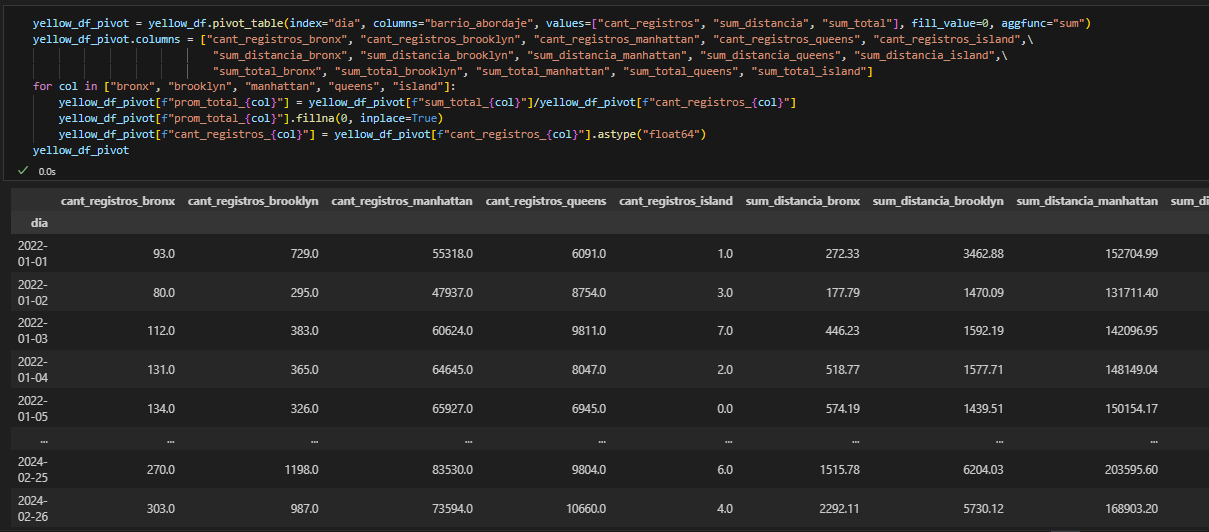 yellow_df_pivot = yellow_df.pivot_table(index="dia", columns="barrio_abordaje", values=["cant_registros", "sum_distancia", "sum_total"], fill_value=0, aggfunc="sum")
yellow_df_pivot.columns = ["cant_registros_bronx", "cant_registros_brooklyn", "cant_registros_manhattan", "cant_registros_queens", "cant_registros_island",\
"sum_distancia_bronx", "sum_distancia_brooklyn", "sum_distancia_manhattan", "sum_distancia_queens", "sum_distancia_island",\
"sum_total_bronx", "sum_total_brooklyn", "sum_total_manhattan", "sum_total_queens", "sum_total_island"]
for col in ["bronx", "brooklyn", "manhattan", "queens", "island"]:
    yellow_df_pivot[f"prom_total_{col}"] = yellow_df_pivot[f"sum_total_{col}"]/yellow_df_pivot[f"cant_registros_{col}"]
    yellow_df_pivot[f"prom_total_{col}"].fillna(0, inplace=True)
    yellow_df_pivot[f"cant_registros_{col}"] = yellow_df_pivot[f"cant_registros_{col}"].astype("float64")
yellow_df_pivot
✓ 0.0s
cant_registros_bronx cant_registros_brooklyn cant_registros_manhattan cant_registros_queens cant_registros_island sum_distancia_bronx sum_distancia_brooklyn sum_distancia_manhattan sum_di
dia
2022-01-01 93.0 729.0 55318.0 6091.0 1.0 272.33 3462.88 152704.99
2022-01-02 80.0 295.0 47937.0 8754.0 3.0 177.79 1470.09 131711.40
2022-01-03 112.0 383.0 60624.0 9811.0 7.0 446.23 1592.19 142096.95
2022-01-04 131.0 365.0 64645.0 8047.0 2.0 518.77 1577.71 148149.04
2022-01-05 134.0 326.0 65927.0 6945.0 0.0 574.19 1439.51 150154.17
... ... ... ... ... ... ... ... ...
2024-02-25 270.0 1198.0 83530.0 9804.0 6.0 1515.78 6204.03 203595.60
2024-02-26 303.0 987.0 73594.0 10660.0 4.0 2292.11 5730.12 168903.20